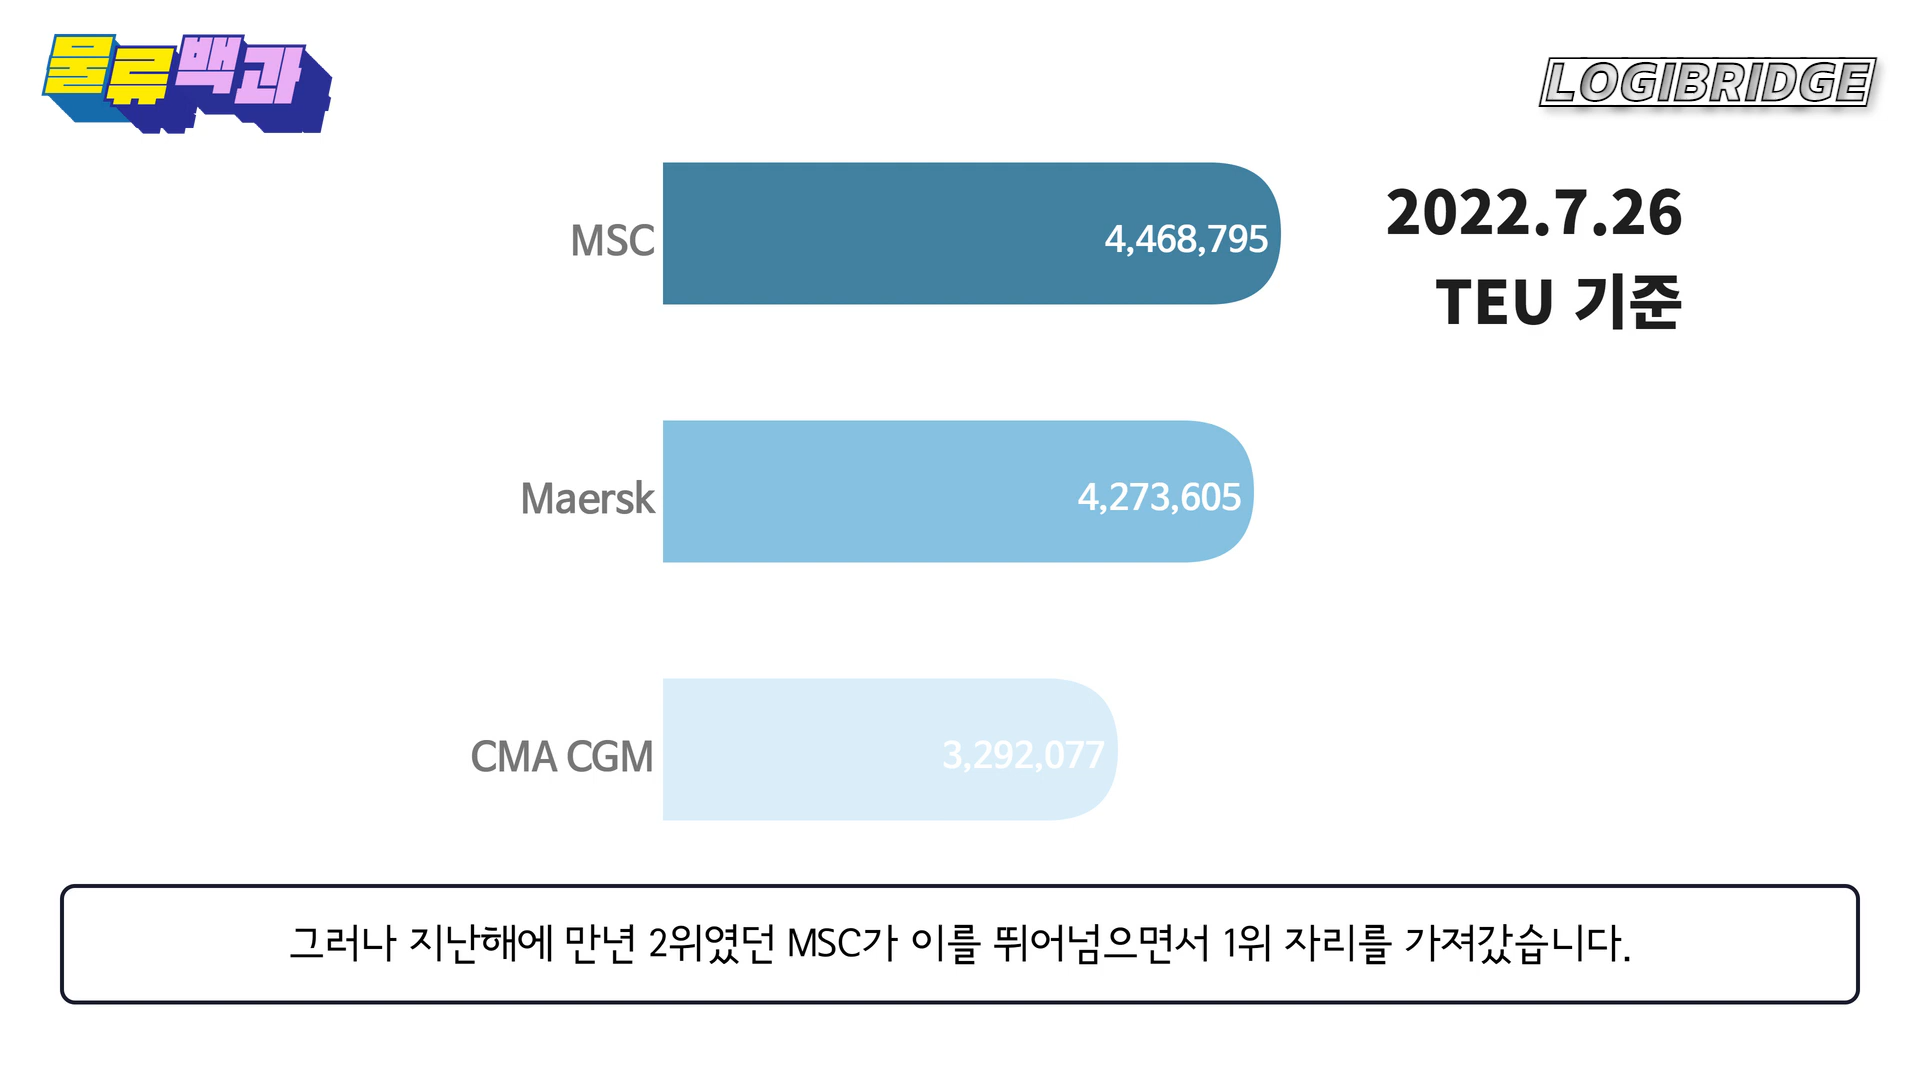 물류백과
LOGIBRIDGE
2022.7.26
TEU 기준
MSC
4,468,795
Maersk
4,273,605
CMA CGM
3,292,077
그러나 지난해에 만년 2위였던 MSC가 이를 뛰어넘으면서 1위 자리를 가져갔습니다.